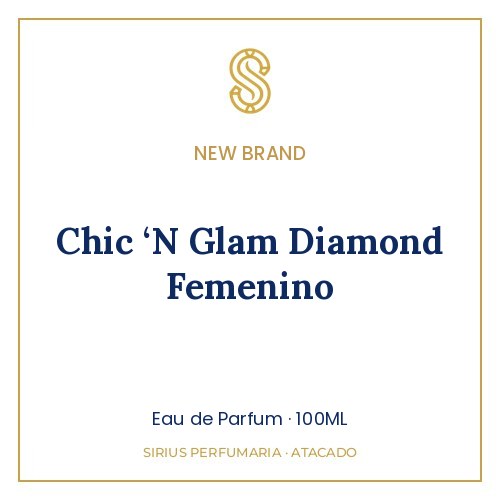 NEW BRAND
Chic ‘N Glam Diamond
Femenino
Eau de Parfum · 100ML
SIRIUS PERFUMARIA · ATACADO